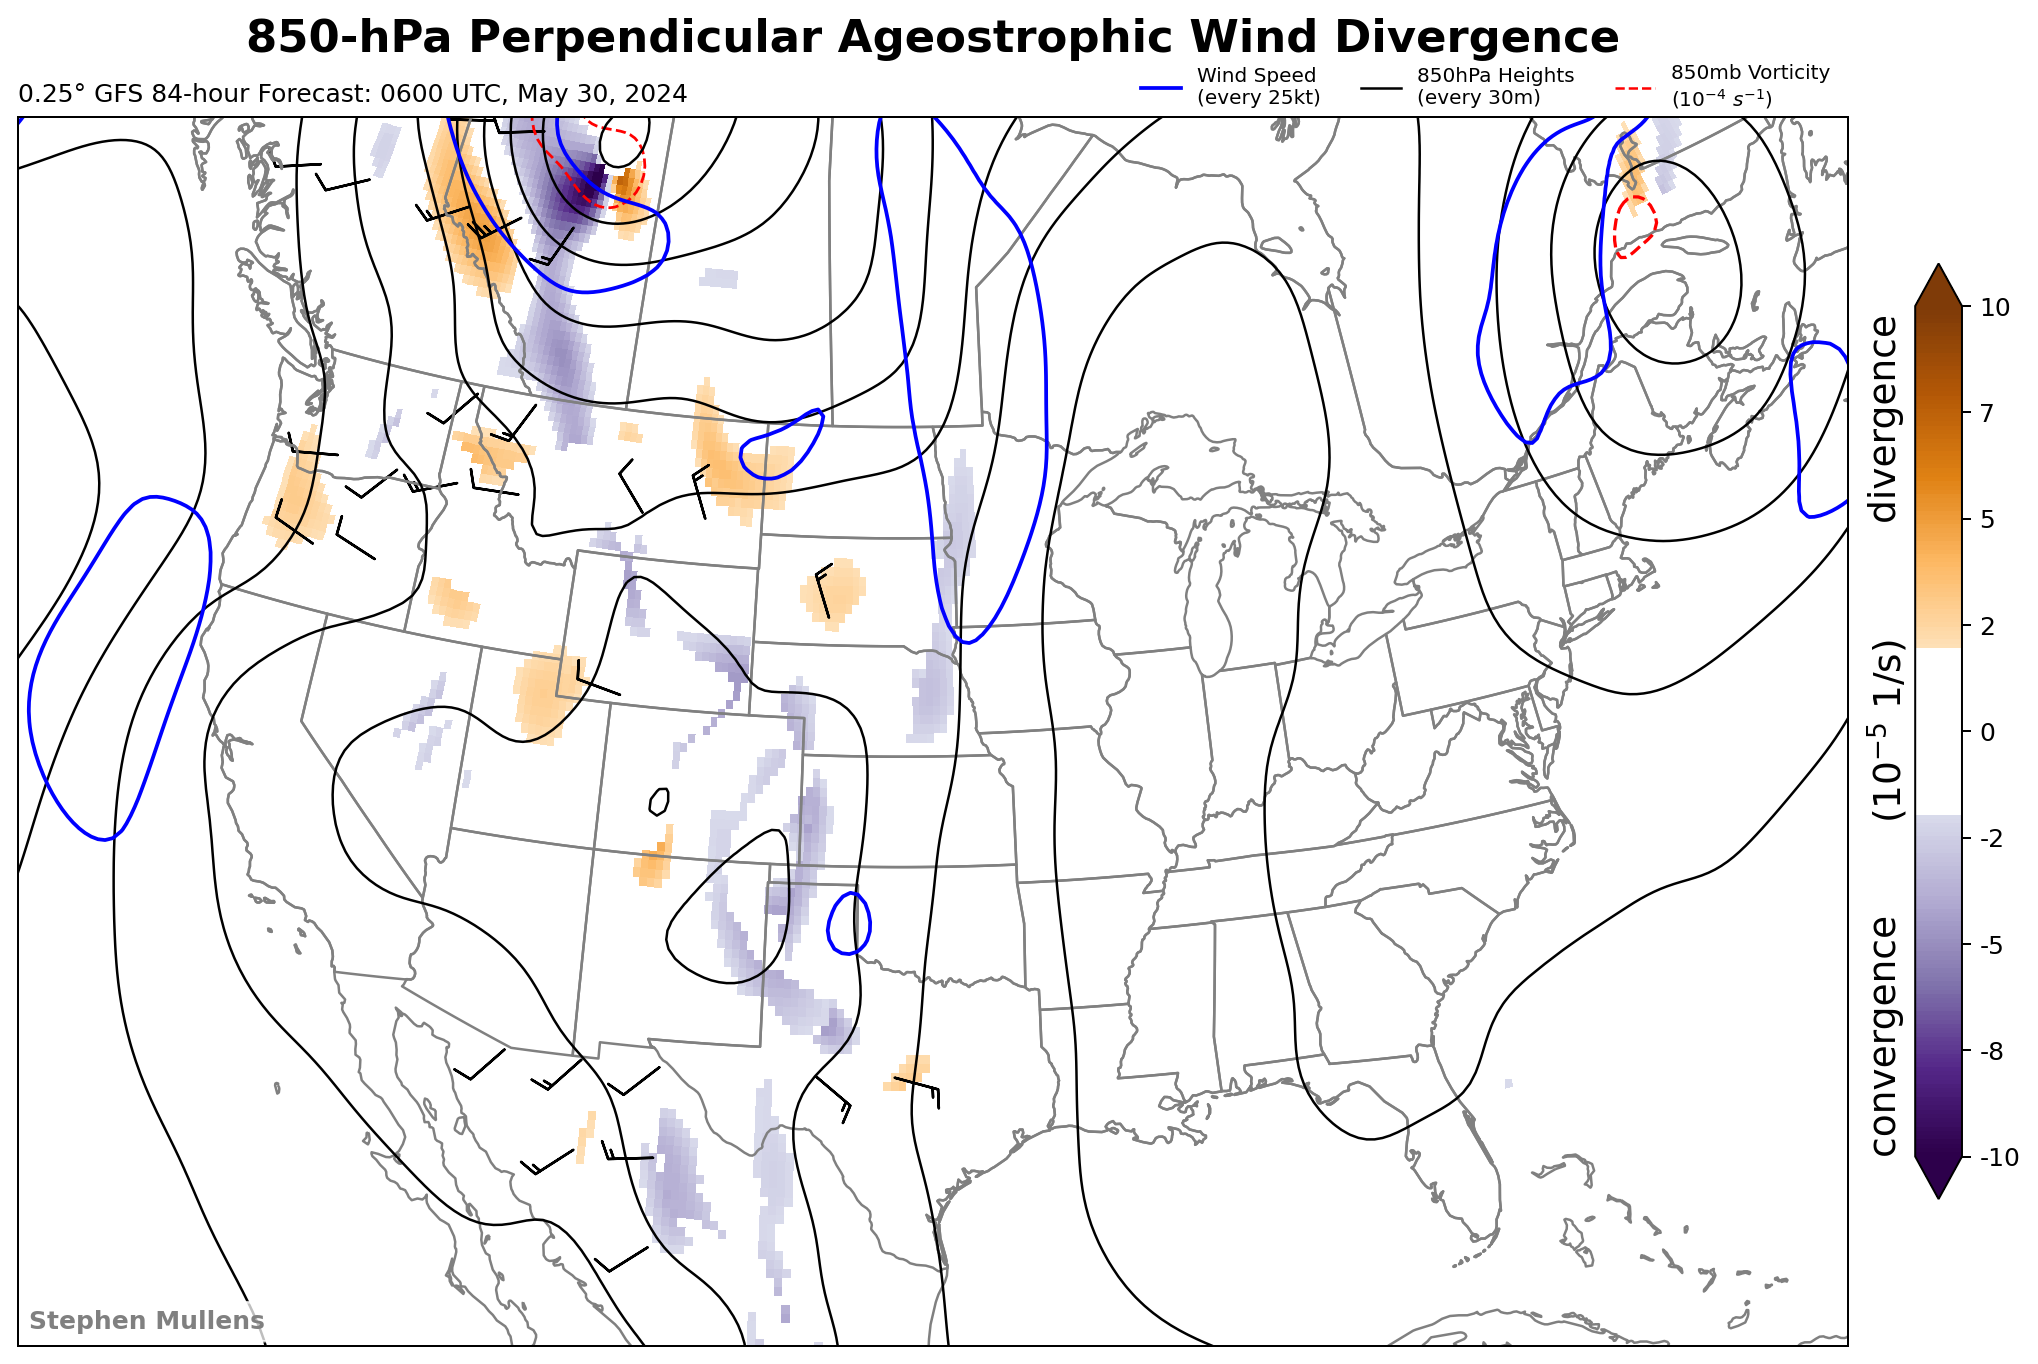 850-hPa Perpendicular Ageostrophic Wind Divergence
0.25° GFS 84-hour Forecast: 0600 UTC, May 30, 2024
Wind Speed
(every 25kt)
850hPa Heights
(every 30m)
850mb Vorticity
(10⁻⁴ s⁻¹)
10
7
5
2
0
-2
-5
-8
-10
divergence
(10⁻⁵ 1/s)
convergence
Stephen Mullens